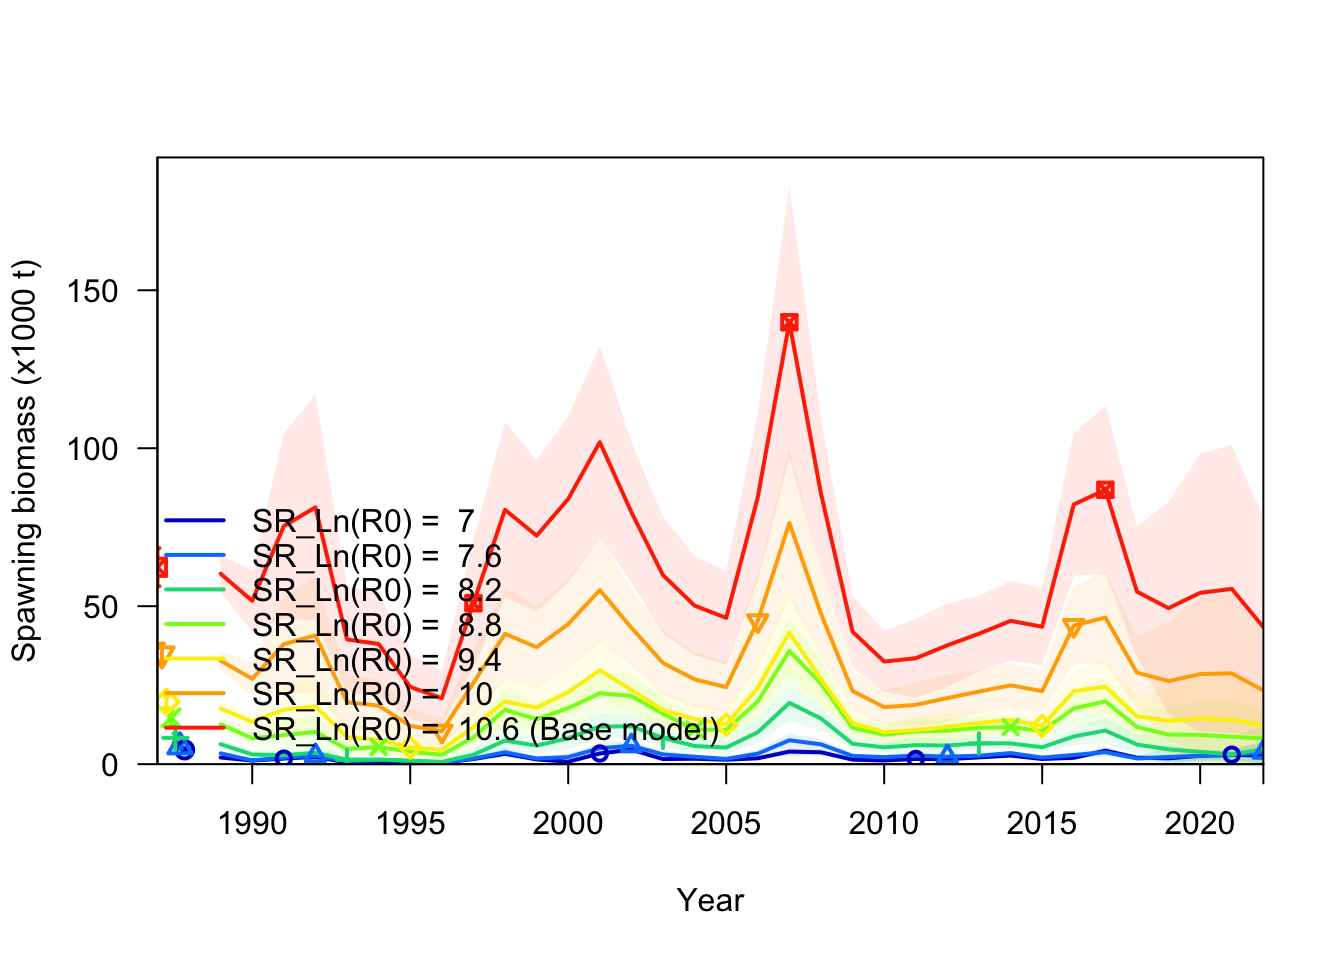 Spawning biomass (x1000 t)
150
100
50
0
SR_Ln(R0) = 7
SR_Ln(R0) = 7.6
SR_Ln(R0) = 8.2
SR_Ln(R0) = 8.8
SR_Ln(R0) = 9.4
SR_Ln(R0) = 10
SR_Ln(R0) = 10.6 (Base model)
1990 1995 2000 2005 2010 2015 2020
Year